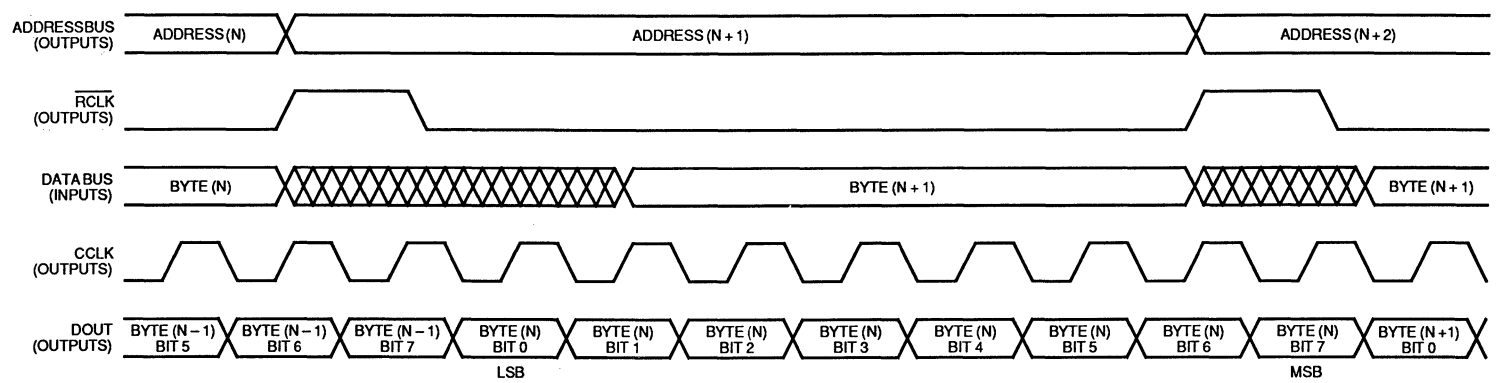 ADDRESSBUS
(OUTPUTS)
ADDRESS (N)
ADDRESS (N + 1)
ADDRESS (N + 2)
RCLK
(OUTPUTS)
DATA BUS
(INPUTS)
BYTE (N)
BYTE (N + 1)
BYTE (N + 1)
CCLK
(OUTPUTS)
DOUT
(OUTPUTS)
BYTE (N – 1)
BIT 5
BYTE (N – 1)
BIT 6
BYTE (N – 1)
BIT 7
BYTE (N)
BIT 0
BYTE (N)
BIT 1
BYTE (N)
BIT 2
BYTE (N)
BIT 3
BYTE (N)
BIT 4
BYTE (N)
BIT 5
BYTE (N)
BIT 6
BYTE (N)
BIT 7
BYTE (N +1)
BIT 0
LSB
MSB